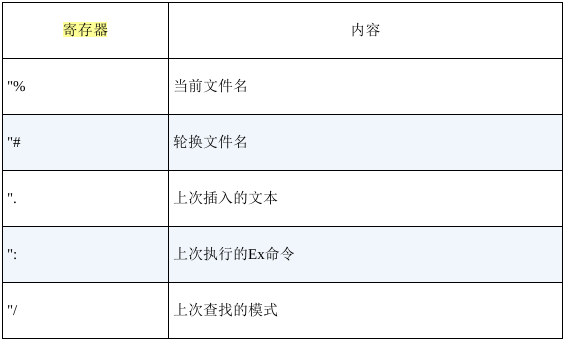 寄存器 内容
"% 当前文件名
"# 轮换文件名
". 上次插入的文本
": 上次执行的Ex命令
"/ 上次查找的模式